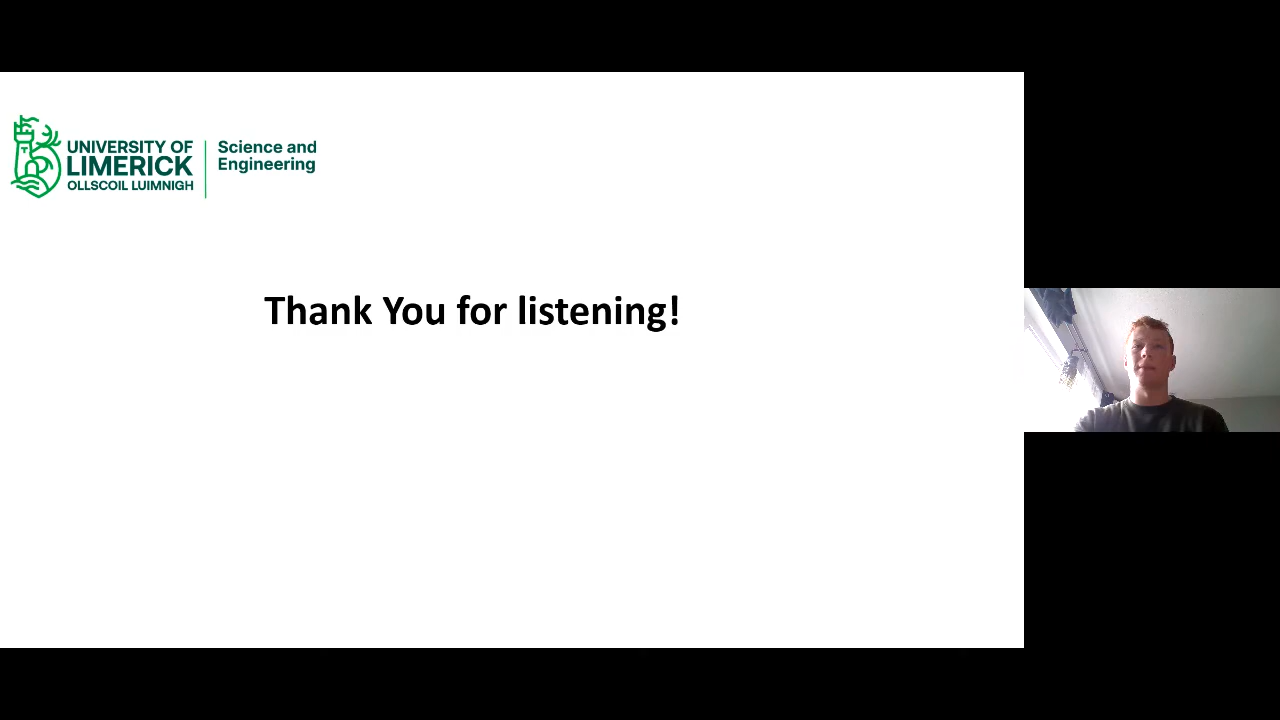 UNIVERSITY OF
LIMERICK
OLLSCOIL LUIMNIGH
Science and
Engineering
Thank You for listening!